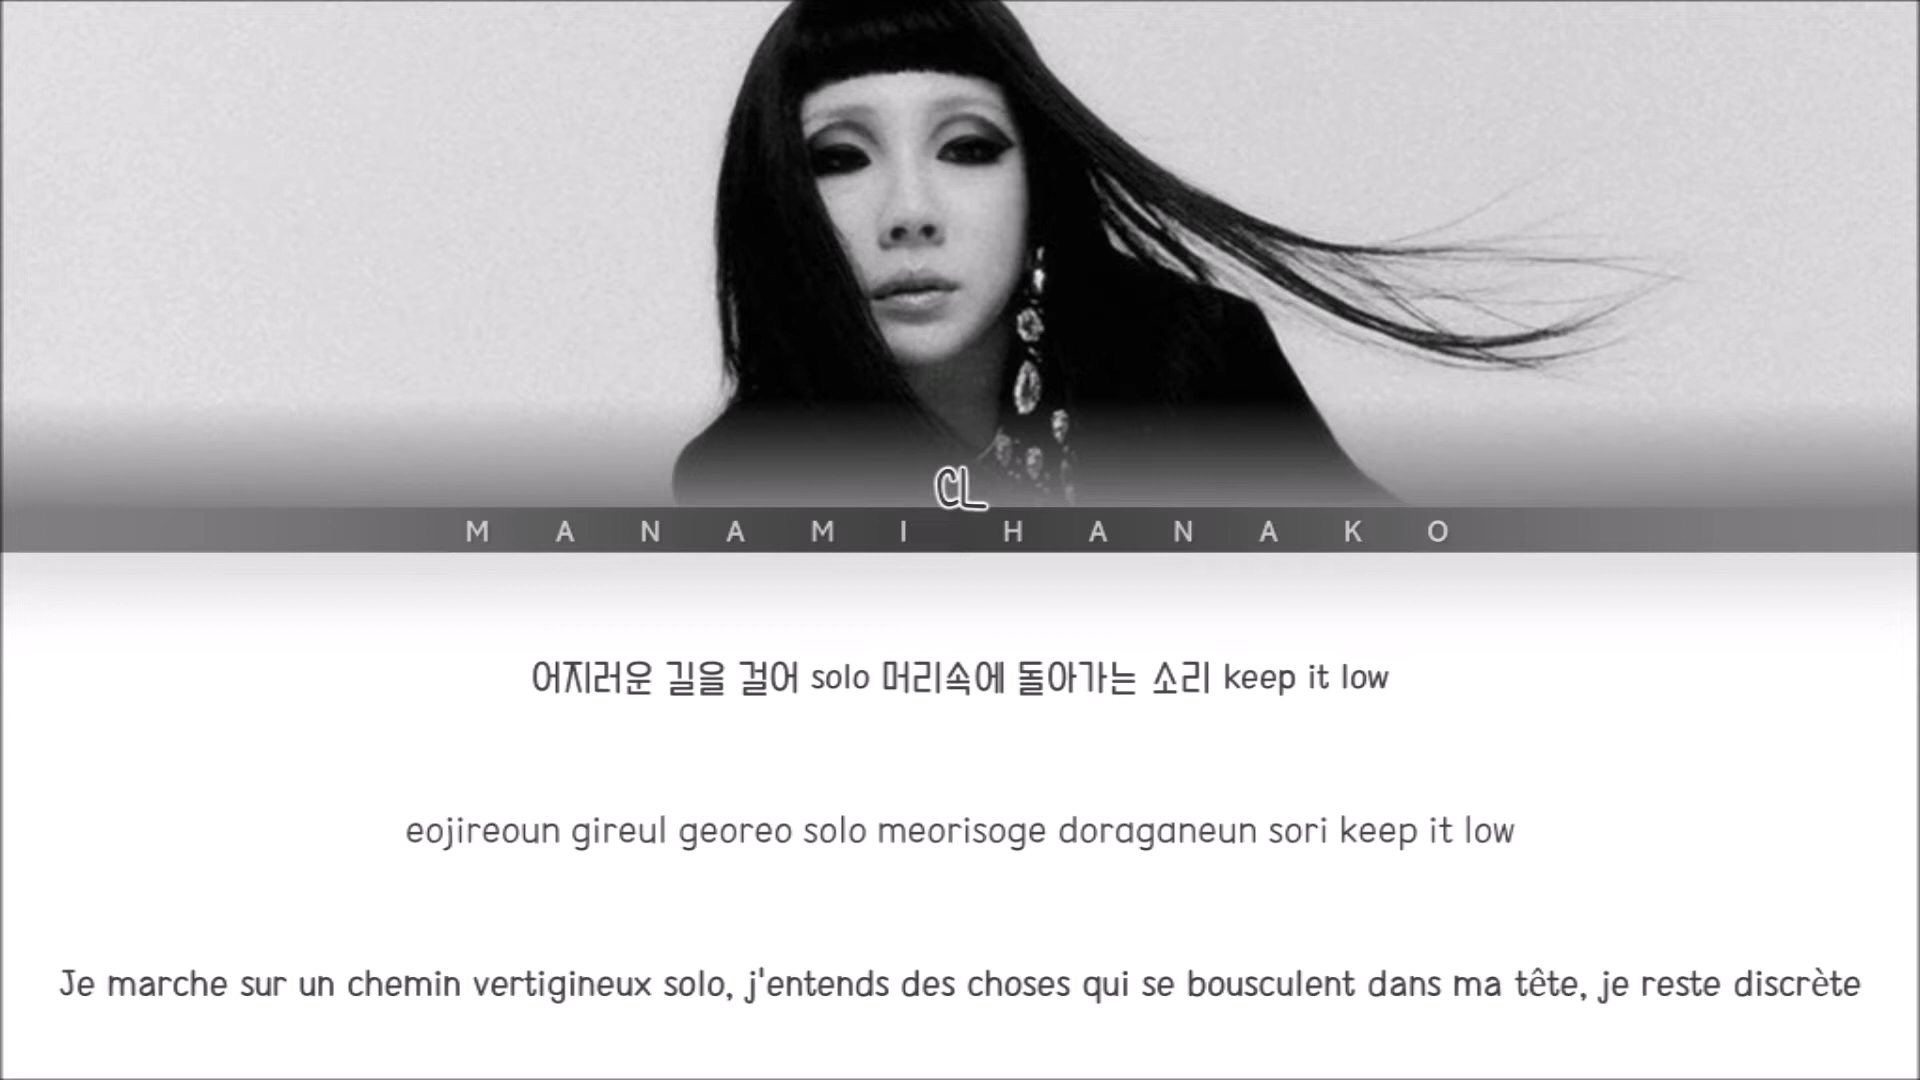 CL
MANAMI HANAKO
어지러운 길을 걸어 solo 머리속에 돌아가는 소리 keep it low
eojireoun gireul georeo solo meorisoge doraganeun sori keep it low
Je marche sur un chemin vertigineux solo, j'entends des choses qui se bousculent dans ma tête, je reste discrète